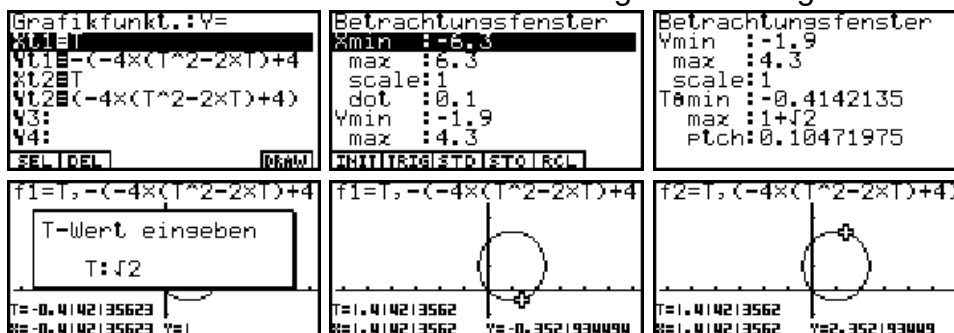 Grafikfunkt.:Y=
Xt1=T
Yt1=-(-4×(T^2-2×T)+4
Xt2=T
Yt2=(-4×(T^2-2×T)+4)
Y3:
Y4:
SEL DEL DRAW
Betrachtungsfenster
Xmin :-6.3
max :6.3
scale:1
dot :0.1
Ymin :-1.9
max :4.3
INIT TRIG STD STO RCL
Betrachtungsfenster
Ymin :-1.9
max :4.3
scale:1
Tθmin :-0.4142135
max :1+√2
ptch:0.10471975
f1=T,-(-4×(T^2-2×T)+4
T-Wert eingeben
T:√2
T=-0.4142135623
X=-0.4142135623 Y=1
f1=T,-(-4×(T^2-2×T)+4
T=1.414213562
X=1.414213562 Y=-0.3521934494
f2=T,(-4×(T^2-2×T)+4)
T=1.414213562
X=1.414213562 Y=2.352193449